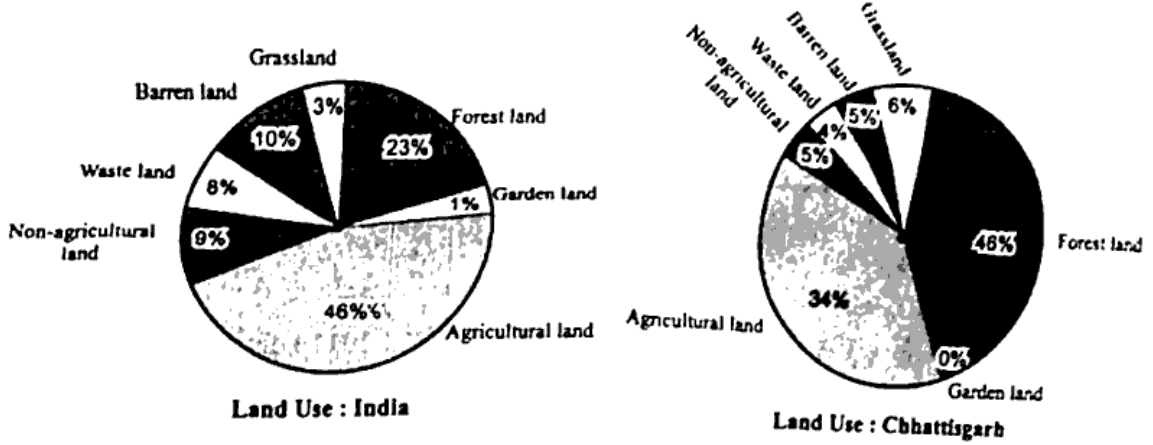 Grassland
Barren land
3%
Forest land
10%
23%
Waste land
8%
Garden land
1%
Non-agricultural
land
9%
46%%
Agricultural land
Land Use : India
Grassland
Barren land
Waste land
Non-agricultural
land
6%
5%
4%
5%
46%
Forest land
34%
Agricultural land
0%
Garden land
Land Use : Chhattisgarh